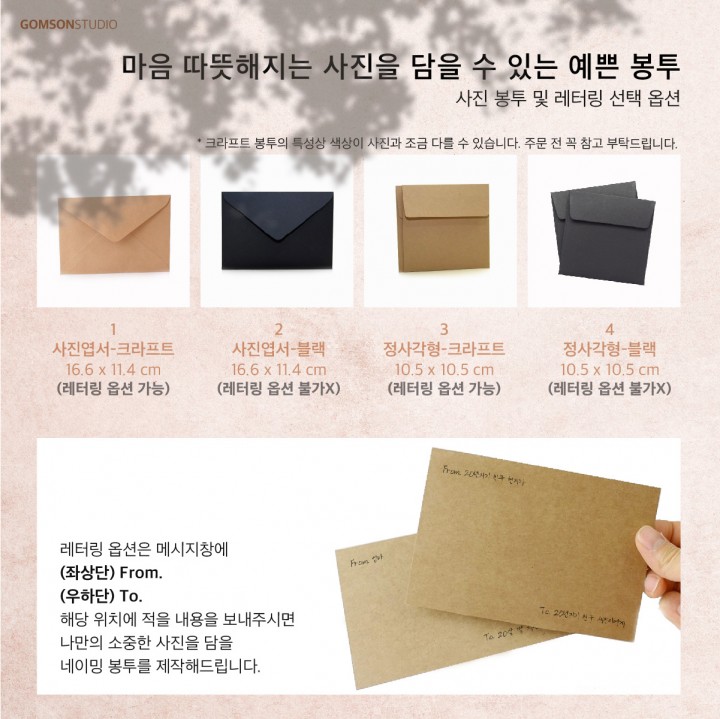 GOMSONSTUDIO
마음 따뜻해지는 사진을 담을 수 있는 예쁜 봉투
사진 봉투 및 레터링 선택 옵션
* 크라프트 봉투의 특성상 색상이 사진과 조금 다를 수 있습니다. 주문 전 꼭 참고 부탁드립니다.
1
사진엽서-크라프트
16.6 x 11.4 cm
(레터링 옵션 가능)
2
사진엽서-블랙
16.6 x 11.4 cm
(레터링 옵션 불가X)
3
정사각형-크라프트
10.5 x 10.5 cm
(레터링 옵션 가능)
4
정사각형-블랙
10.5 x 10.5 cm
(레터링 옵션 불가X)
레터링 옵션은 메시지창에
(좌상단) From.
(우하단) To.
해당 위치에 적을 내용을 보내주시면
나만의 소중한 사진을 담을
네이밍 봉투를 제작해드립니다.
From
To.
From
To.